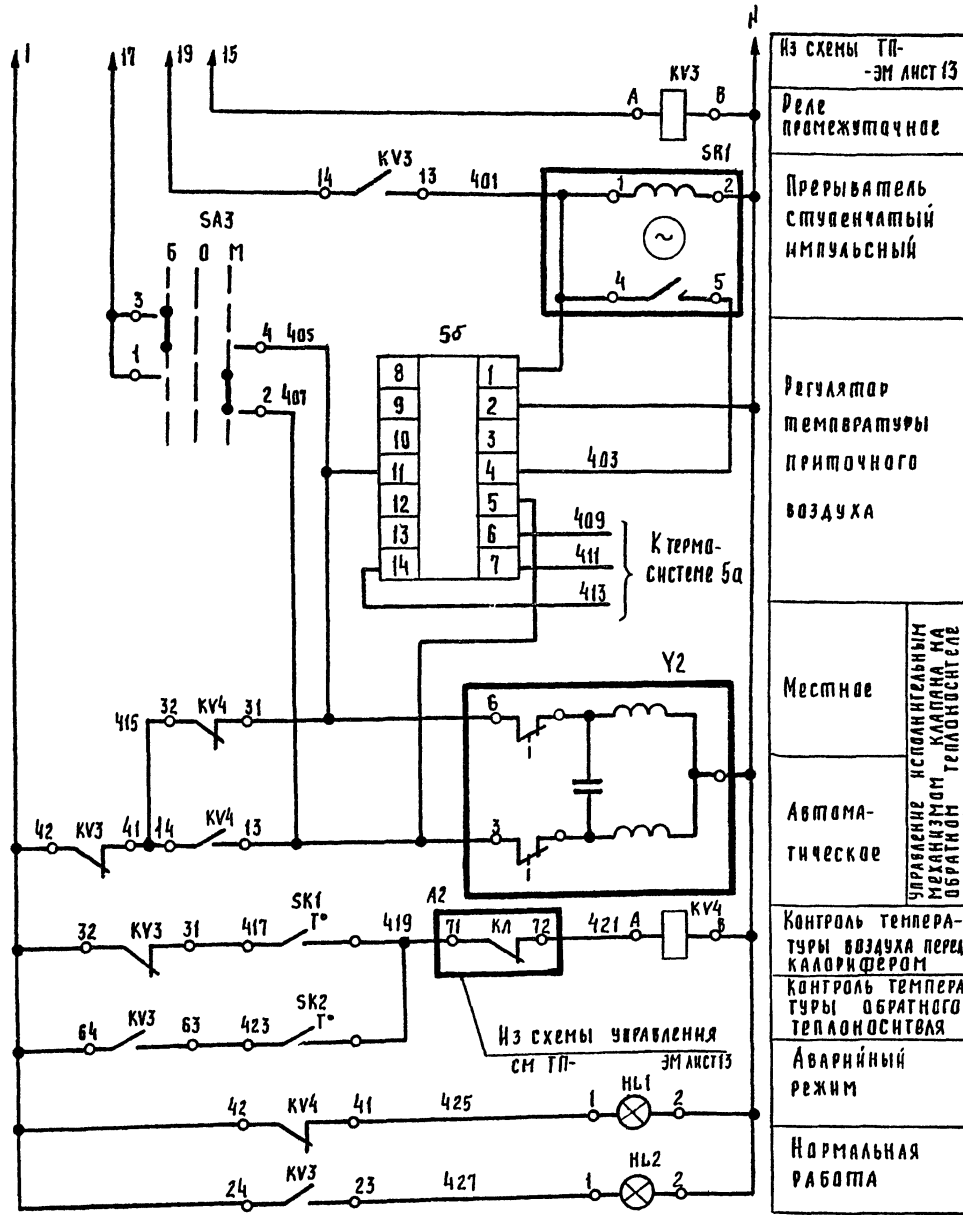 1
17
19
15
N
Из схемы ТП-
-ЭМ лист 13
KV3
A
B
Реле
промежуточное
SR1
14
KV3
13
401
1
2
Прерыватель
ступенчатый
импульсный
~
4
5
SA3
Б О М
3
4 405
1
2 407
5б
8 1
9 2
10 3
11 4
12 5
13 6
14 7
403
409
411
413
К термо-
системе 5а
Регулятор
температуры
приточного
воздуха
Y2
32 KV4 31
415
6
Местное
управление исполнительным
механизмом клапана на
обратном теплоносителе
42 KV3 41 14 KV4 13
3
Автома-
тическое
SK1
T°
A2
32 KV3 31 417
419
71 КЛ 72
421
A
KV4
B
Контроль темпера-
туры воздуха перед
калорифером
SK2
T°
64 KV3 63 423
Из схемы управления
см ТП- ЭМ лист13
Контроль темпера
туры обратного
теплоносителя
42 KV4 41 425
1 HL1 2
Аварийный
режим
24 KV3 23 427
1 HL2 2
Нормальная
работа